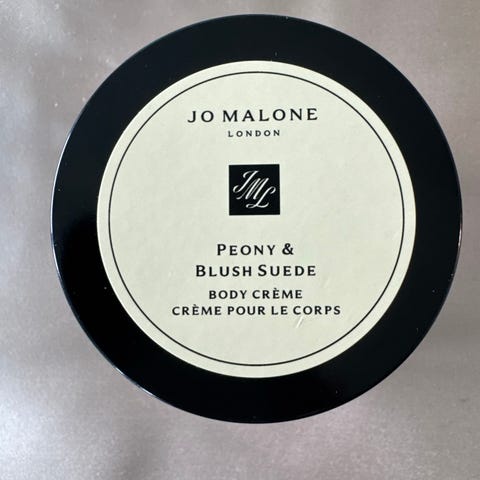 JO MALONE
LONDON
JML
PEONY &
BLUSH SUEDE
BODY CRÈME
CRÈME POUR LE CORPS